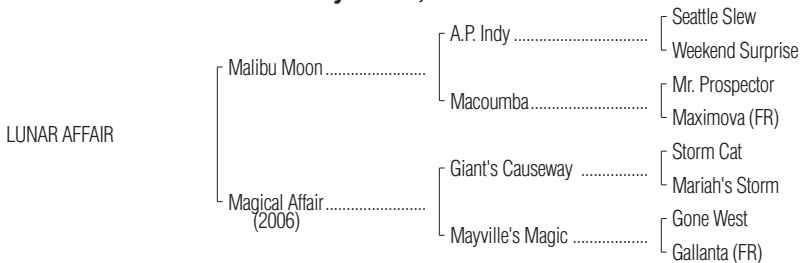 Seattle Slew
A.P. Indy
Weekend Surprise
Malibu Moon
Mr. Prospector
Macoumba
Maximova (FR)
LUNAR AFFAIR
Storm Cat
Giant's Causeway
Mariah's Storm
Magical Affair
(2006)
Gone West
Mayville's Magic
Gallanta (FR)